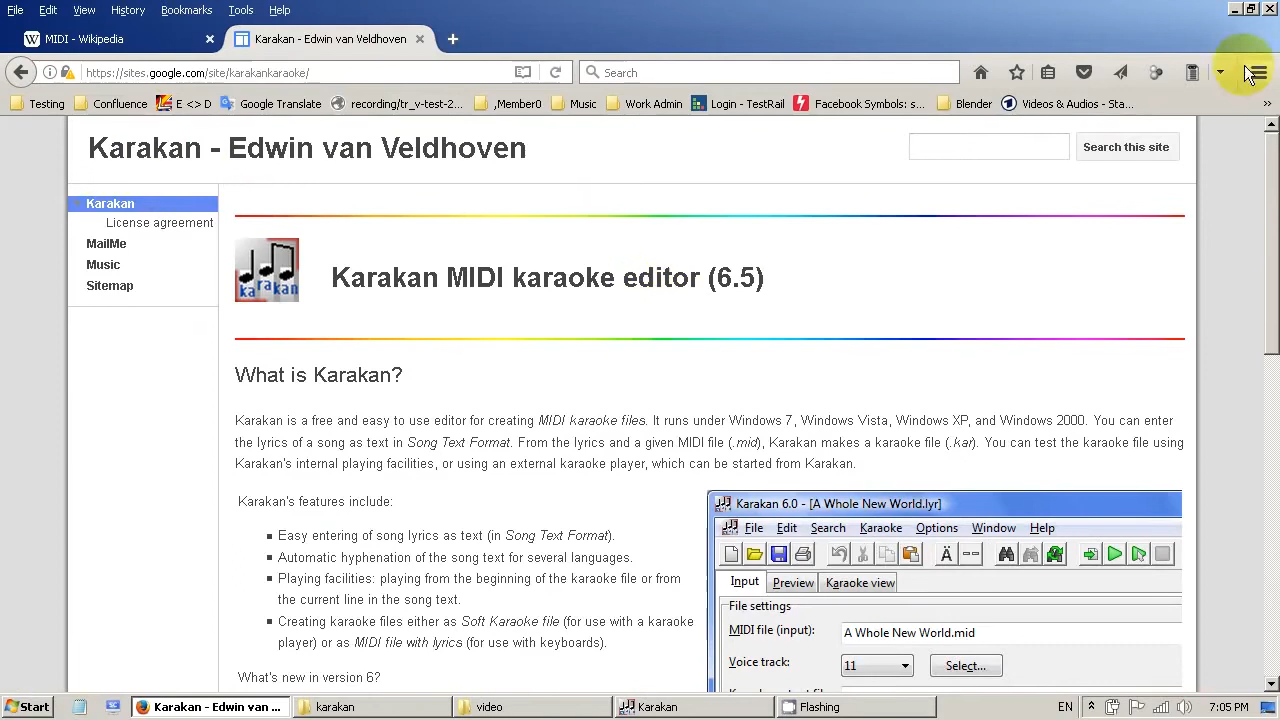 File Edit View History Bookmarks Tools Help
W MIDI - Wikipedia
Karakan - Edwin van Veldhoven
https://sites.google.com/site/karakankaraoke/
Search
Testing Confluence E <> D Google Translate recording/tr_v-test-2... ,Member0 Music Work Admin Login - TestRail FacebookSymbols: s... Blender Videos & Audios - Sta...
Karakan - Edwin van Veldhoven
Search this site
Karakan
License agreement
MailMe
Music
Sitemap
ka ra kan
Karakan MIDI karaoke editor (6.5)
What is Karakan?
Karakan is a free and easy to use editor for creating MIDI karaoke files. It runs under Windows 7, Windows Vista, Windows XP, and Windows 2000. You can enter
the lyrics of a song as text in Song Text Format. From the lyrics and a given MIDI file (.mid), Karakan makes a karaoke file (.kar). You can test the karaoke file using
Karakan's internal playing facilities, or using an external karaoke player, which can be started from Karakan.
Karakan's features include:
Easy entering of song lyrics as text (in Song Text Format).
Automatic hyphenation of the song text for several languages.
Playing facilities: playing from the beginning of the karaoke file or from
the current line in the song text.
Creating karaoke files either as Soft Karaoke file (for use with a karaoke
player) or as MIDI file with lyrics (for use with keyboards).
What's new in version 6?
Karakan 6.0 - [A Whole New World.lyr]
File Edit Search Karaoke Options Window Help
Ä
Input Preview Karaoke view
File settings
MIDI file (input): A Whole New World.mid
Voice track: 11 Select...
Start
Karakan - Edwin van ...
karakan
video
Karakan
Flashing
EN
7:05 PM